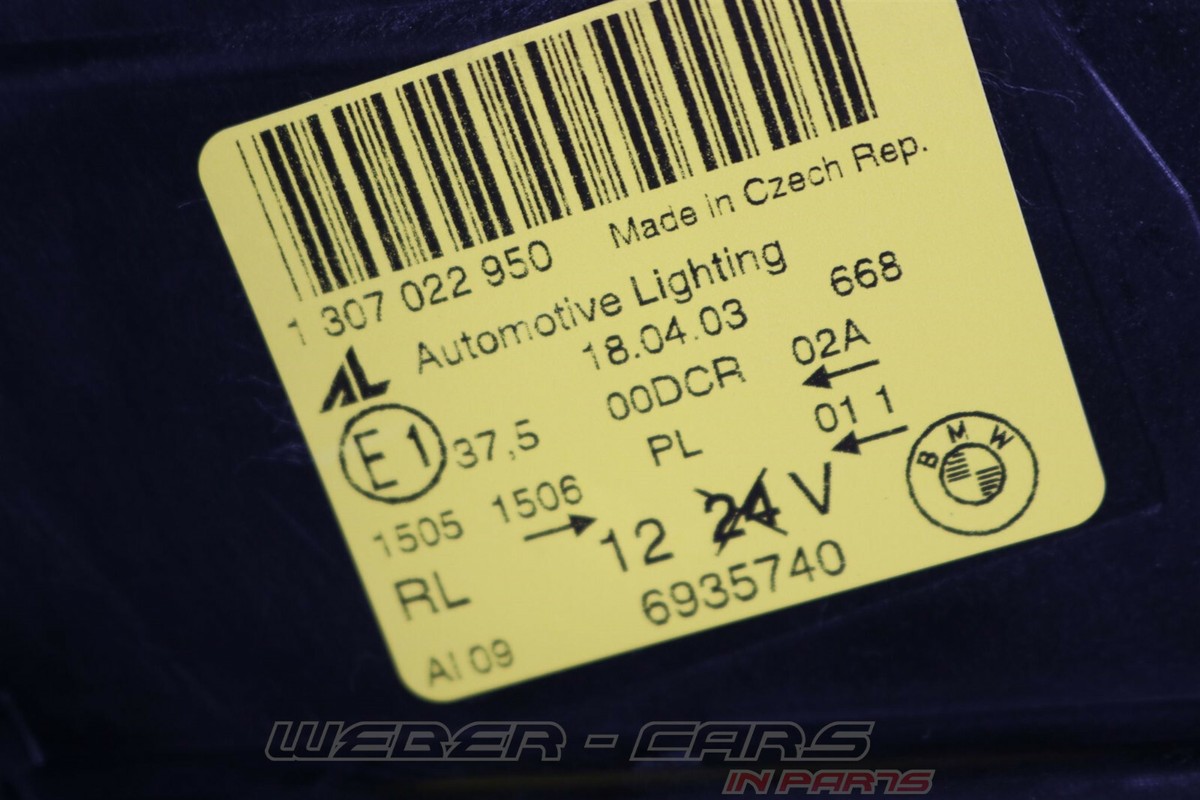 1 307 022 950 Made in Czech Rep.
AL Automotive Lighting
18.04.03 668
00DCR 02A
E1 37,5 PL 01 1
1505 1506 12 24 V BMW
RL 6935740
AI 09
WEBER - CARS
IN PARTS